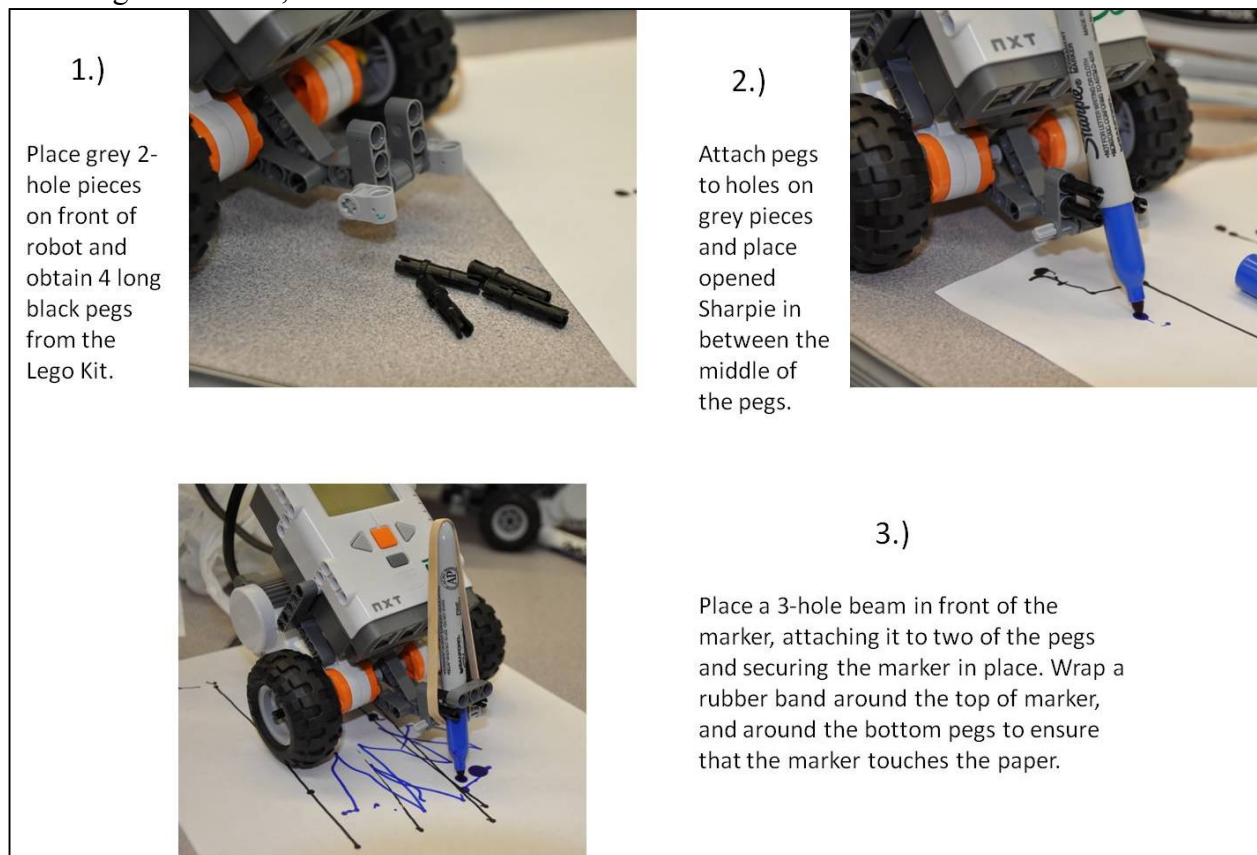 1.)
Place grey 2-
hole pieces
on front of
robot and
obtain 4 long
black pegs
from the
Lego Kit.
2.)
Attach pegs
to holes on
grey pieces
and place
opened
Sharpie in
between the
middle of
the pegs.
NXT
Sharpie
MARKER
NXT
AP
3.)
Place a 3-hole beam in front of the
marker, attaching it to two of the pegs
and securing the marker in place. Wrap a
rubber band around the top of marker,
and around the bottom pegs to ensure
that the marker touches the paper.